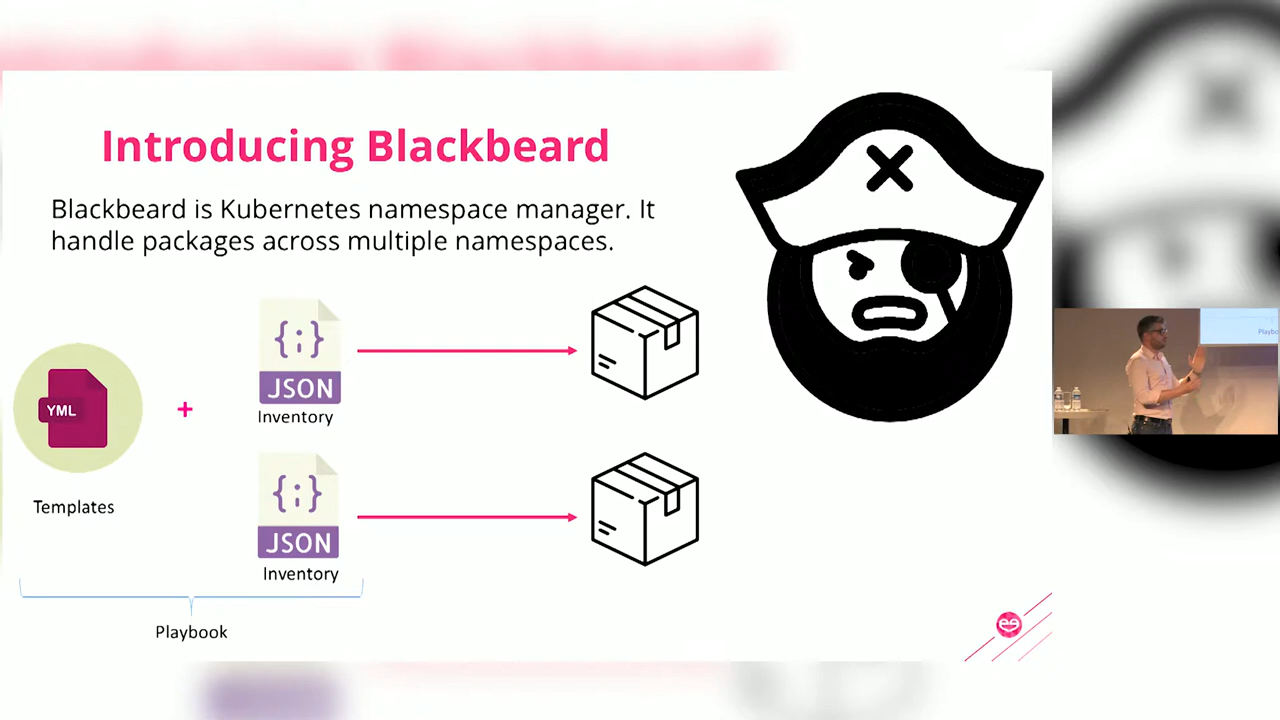 Introducing Blackbeard
Blackbeard is Kubernetes namespace manager. It
handle packages across multiple namespaces.
{;}
JSON
Inventory
YML
+
Templates
{;}
JSON
Inventory
Playbook
Playbo